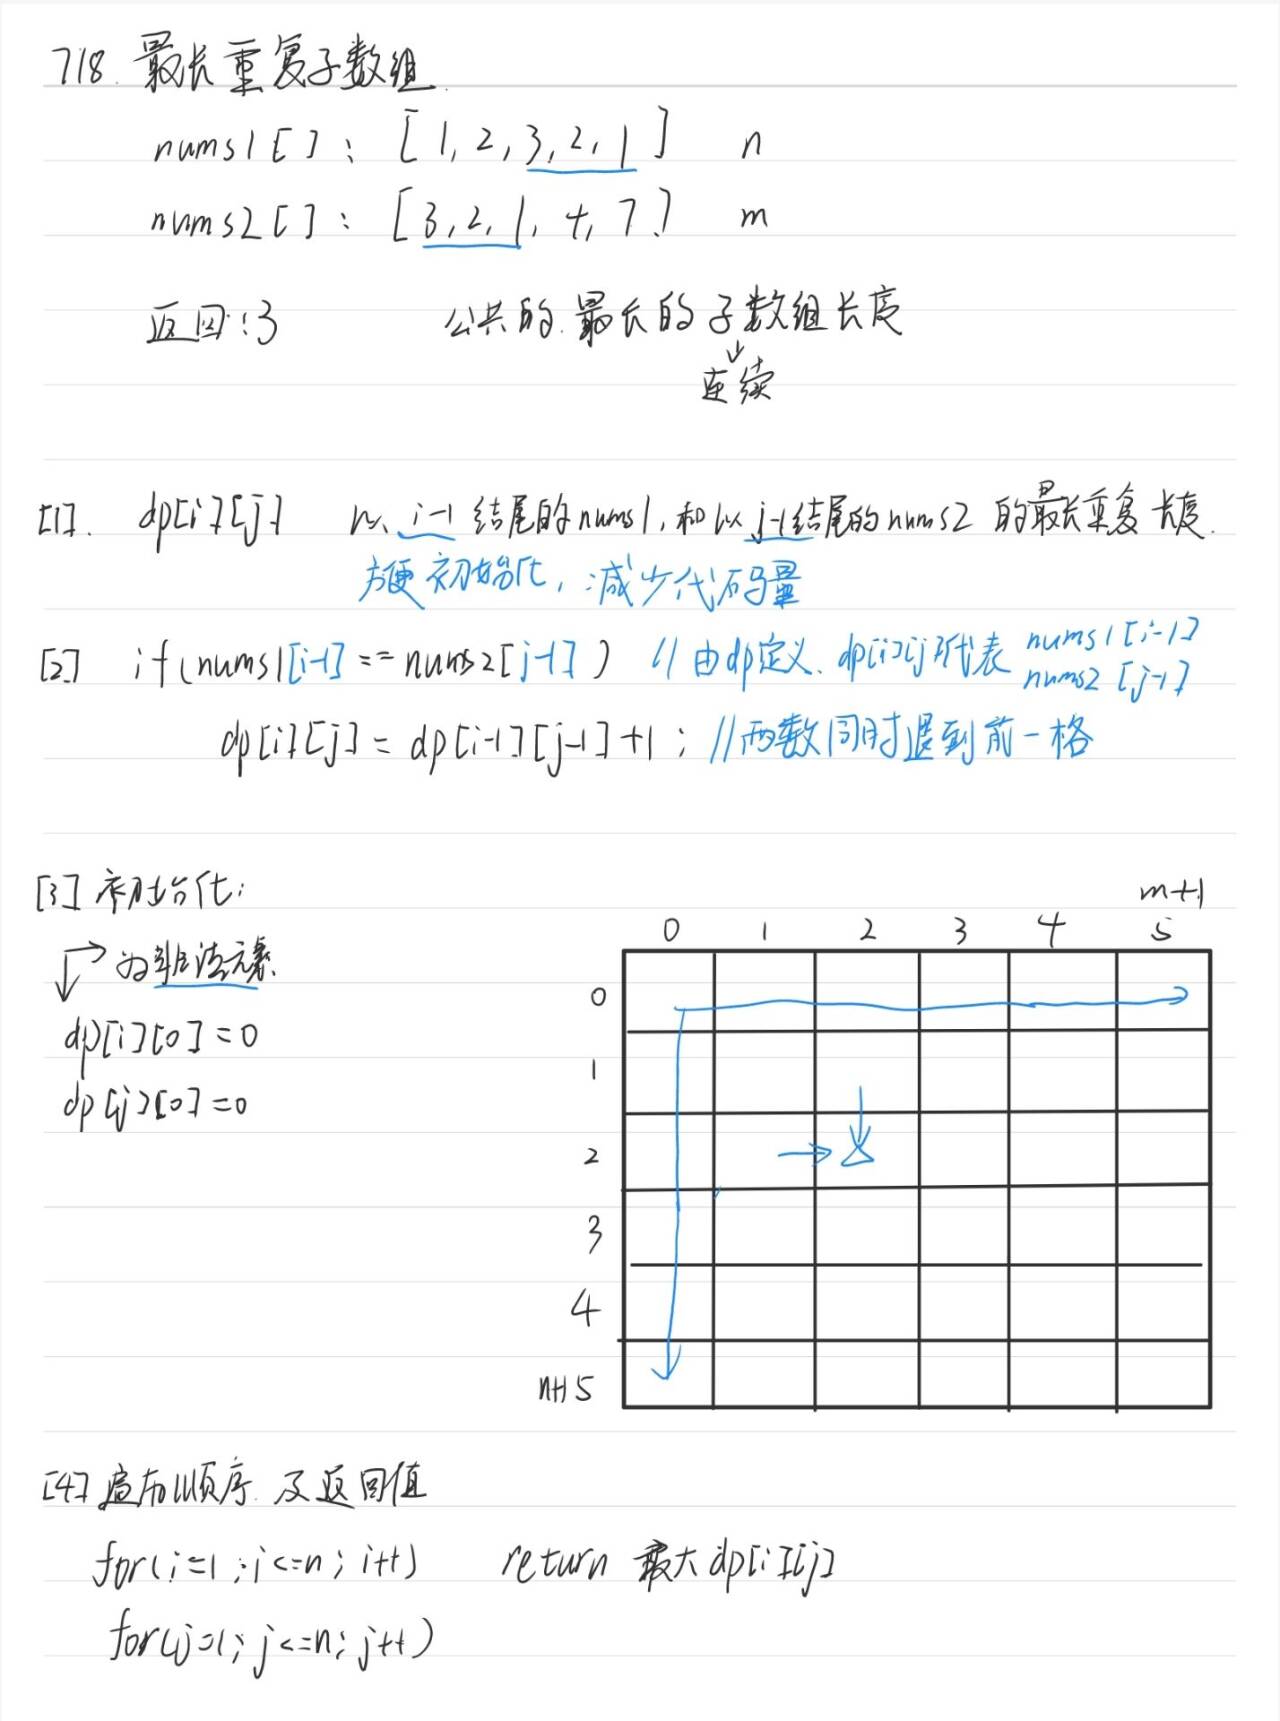 718. 最长重复子数组
nums1[]: [1,2,3,2,1] n
nums2[]: [3,2,1,4,7] m
返回:3 公共的最长的子数组长度
连续
[1]. dp[i][j] 以 i-1 结尾的nums1,和以 j-1结尾的nums2 的最长重复长度.
方便初始化,减少代码量
[2] if(nums1[i-1]==nums2[j-1]) //由dp定义、dp[i][j]代表 nums1[i-1]
nums2[j-1]
dp[i][j]=dp[i-1][j-1]+1; //两数同时退到前一格
[3] 初始化:
m+1
0 1 2 3 4 5
为非法元素
0
dp[i][0]=0
1
dp[j][0]=0
2
3
4
n+1 5
[4] 遍历顺序及返回值
for(i=1;i<=n;i++) return 最大dp[i][j]
for(j=1;j<=n;j++)